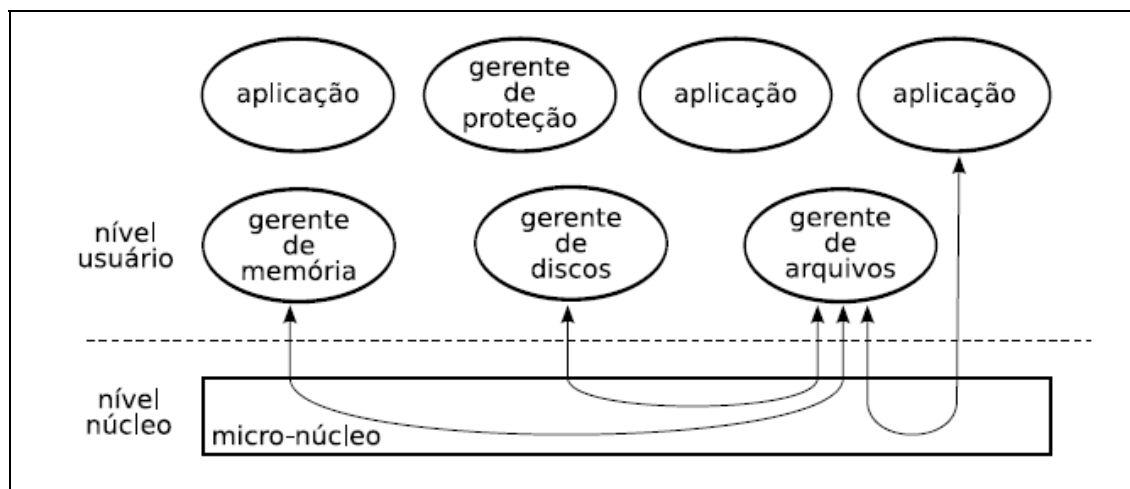 aplicação
gerente
de
proteção
aplicação
aplicação
nível
usuário
gerente
de
memória
gerente
de
discos
gerente
de
arquivos
nível
núcleo
micro-núcleo